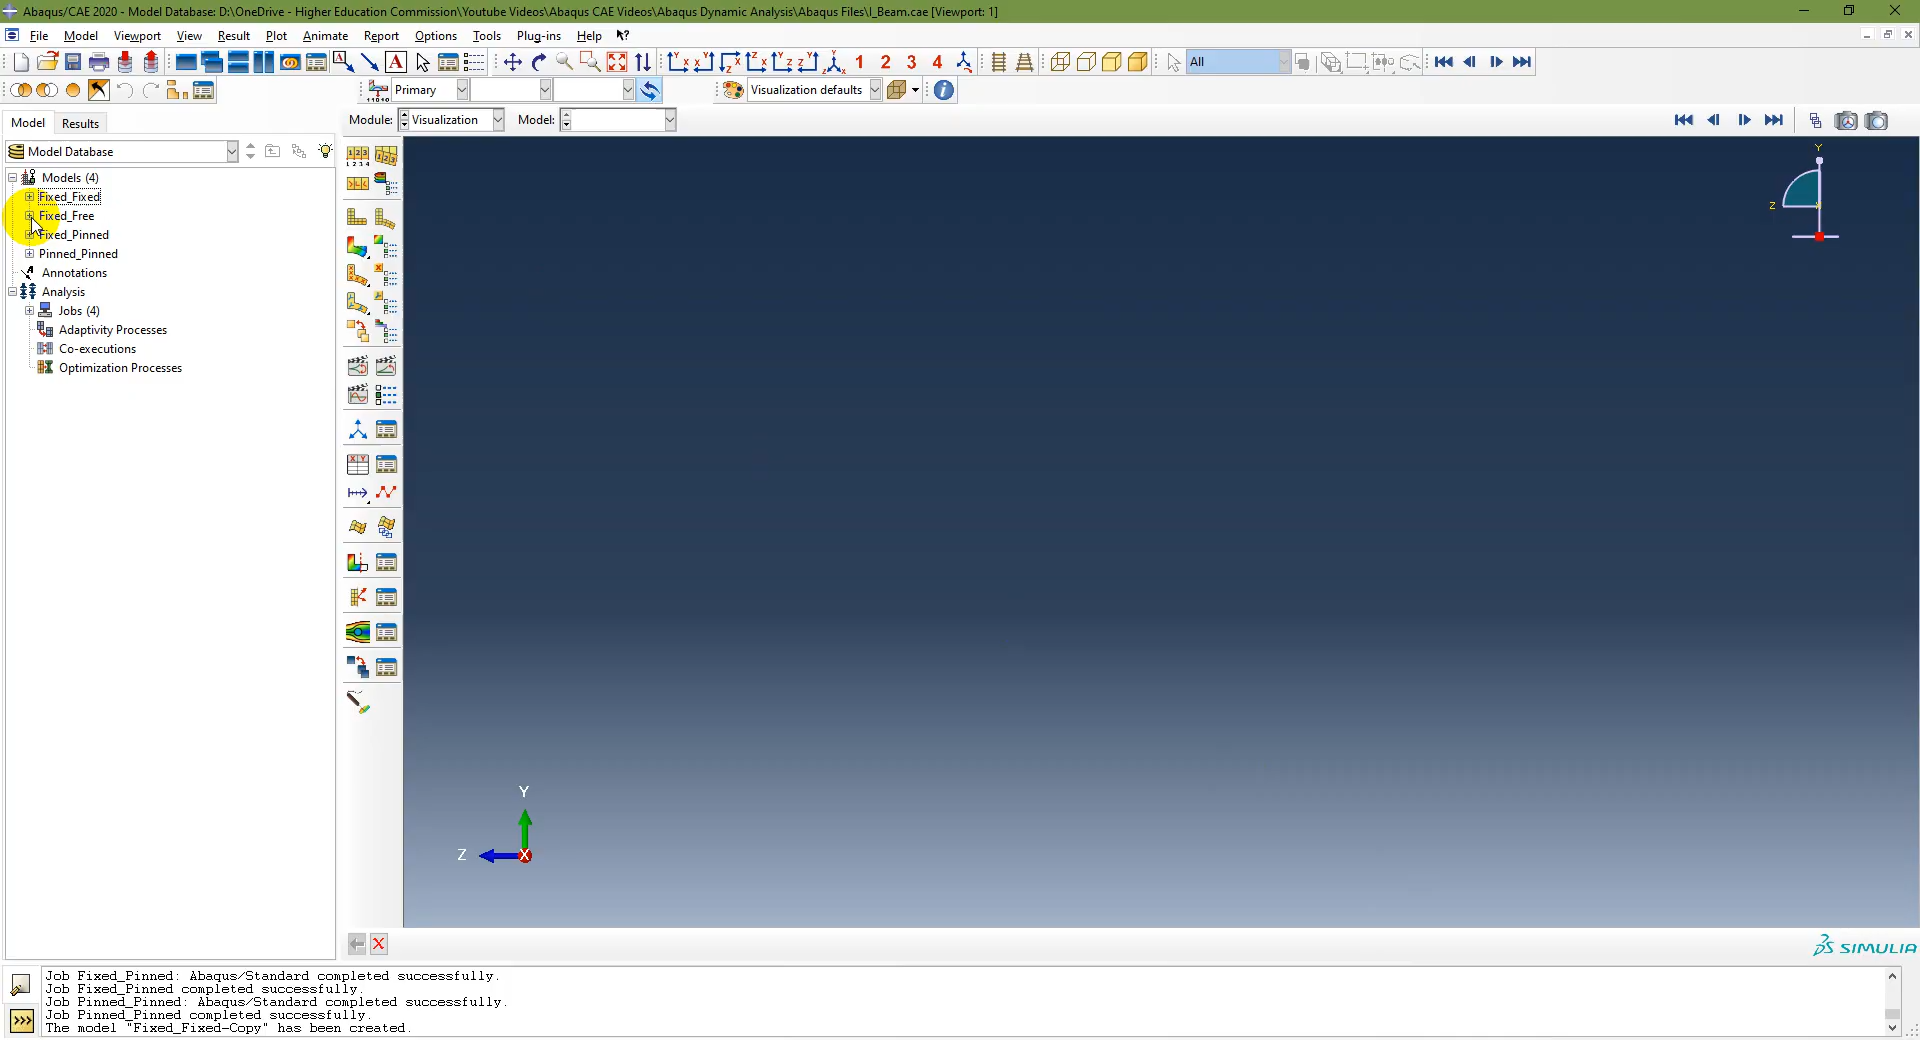 Abaqus/CAE 2020 - Model Database: D:\OneDrive - Higher Education Commission\Youtube Videos\Abaqus CAE Videos\Abaqus Dynamic Analysis\Abaqus Files\I_Beam.cae [Viewport: 1]
File Model Viewport View Result Plot Animate Report Options Tools Plug-ins Help
1 2 3 4 All
Primary Visualization defaults
Model Results Module: Visualization Model:
Model Database
Models (4)
Fixed_Fixed
Fixed_Free
Fixed_Pinned
Pinned_Pinned
Annotations
Analysis
Jobs (4)
Adaptivity Processes
Co-executions
Optimization Processes
Y
Z
Y
Z X
SIMULIA
Job Fixed_Pinned: Abaqus/Standard completed successfully.
Job Fixed_Pinned completed successfully.
Job Pinned_Pinned: Abaqus/Standard completed successfully.
Job Pinned_Pinned completed successfully.
The model "Fixed_Fixed-Copy" has been created.